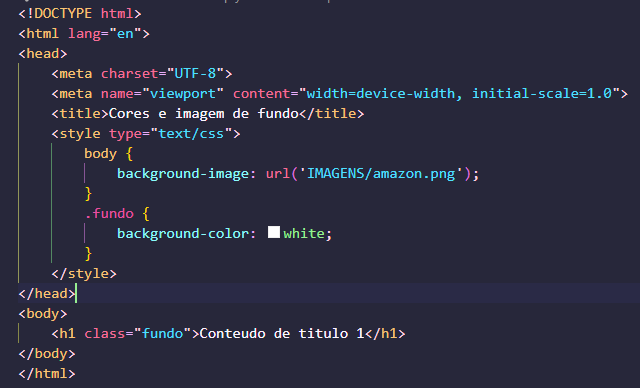 <!DOCTYPE html>
<html lang="en">
<head>
    <meta charset="UTF-8">
    <meta name="viewport" content="width=device-width, initial-scale=1.0">
    <title>Cores e imagem de fundo</title>
    <style type="text/css">
        body {
            background-image: url('IMAGENS/amazon.png');
        }
        .fundo {
            background-color: white;
        }
    </style>
</head>
<body>
    <h1 class="fundo">Conteudo de titulo 1</h1>
</body>
</html>